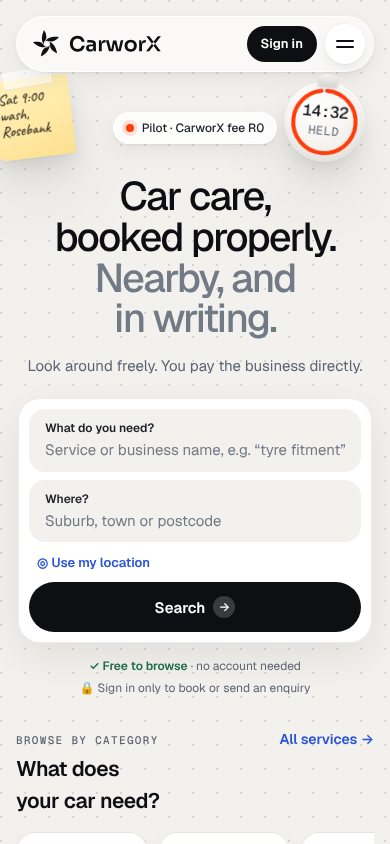 CarworX
Sign in
Sat 9:00
wash,
Rosebank
Pilot · CarworX fee R0
14:32
HELD
Car care,
booked properly.
Nearby, and
in writing.
Look around freely. You pay the business directly.
What do you need?
Service or business name, e.g. “tyre fitment”
Where?
Suburb, town or postcode
Use my location
Search →
✓ Free to browse · no account needed
🔒 Sign in only to book or send an enquiry
BROWSE BY CATEGORY
All services →
What does
your car need?